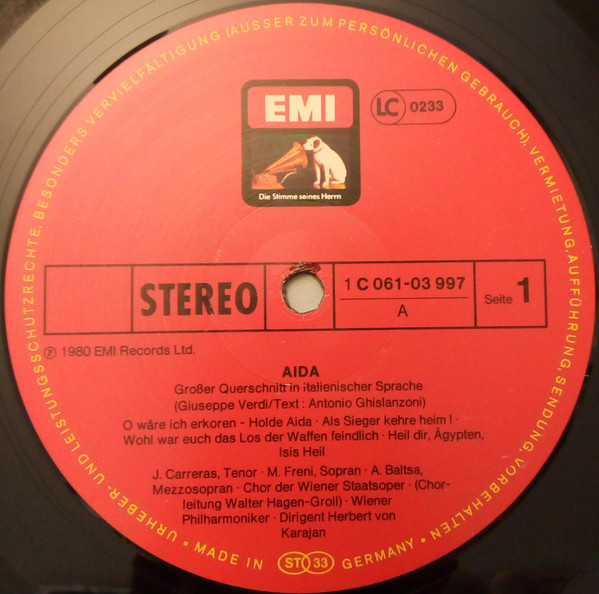 URHEBER- UND LEISTUNGSSCHUTZRECHTE, BESONDERS VERVIELFÄLTIGUNG (AUSSER ZUM PERSÖNLICHEN GEBRAUCH), VERMIETUNG, AUFFÜHRUNG, SENDUNG, VORBEHALTEN
EMI
LC 0233
Die Stimme seines Herrn
STEREO
1 C 061-03 997
A
Seite 1
℗ 1980 EMI Records Ltd.
AIDA
Großer Querschnitt in italienischer Sprache
(Giuseppe Verdi/Text : Antonio Ghislanzoni)
O wäre ich erkoren - Holde Aida · Als Sieger kehre heim ! ·
Wohl war euch das Los der Waffen feindlich · Heil dir, Ägypten,
Isis Heil
J. Carreras, Tenor · M. Freni, Sopran · A. Baltsa,
Mezzosopran · Chor der Wiener Staatsoper · (Chor-
leitung Walter Hagen-Groll) · Wiener
Philharmoniker · Dirigent Herbert von
Karajan
• MADE IN ST 33 GERMANY •